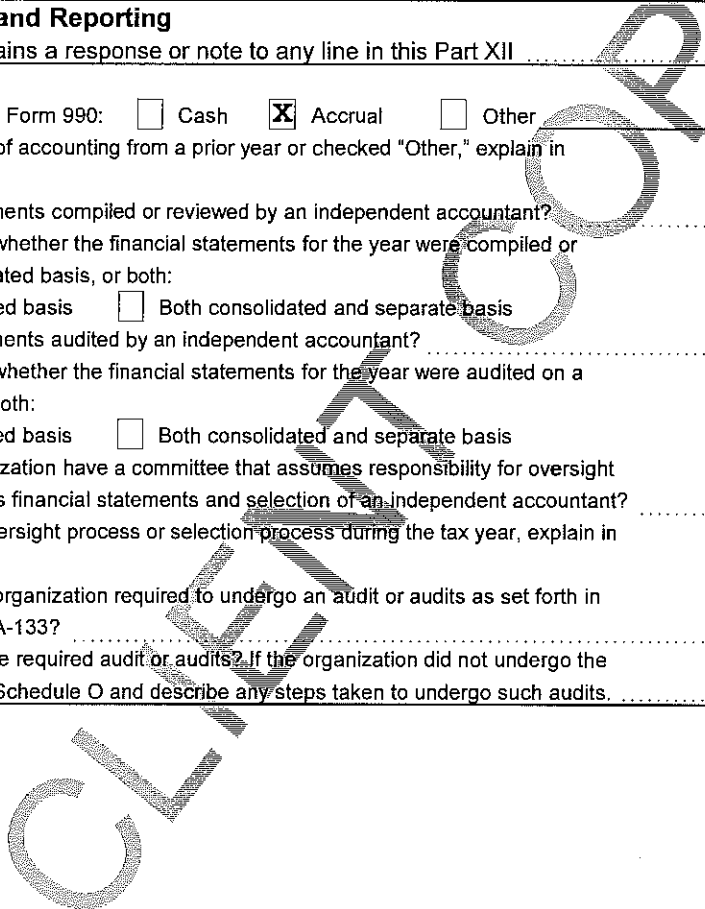 and Reporting
ains a response or note to any line in this Part XII
Form 990: Cash X Accrual Other
of accounting from a prior year or checked "Other," explain in
nents compiled or reviewed by an independent accountant?
whether the financial statements for the year were compiled or
ated basis, or both:
ed basis Both consolidated and separate basis
nents audited by an independent accountant?
whether the financial statements for the year were audited on a
oth:
ed basis Both consolidated and separate basis
zation have a committee that assumes responsibility for oversight
s financial statements and selection of an independent accountant?
ersight process or selection process during the tax year, explain in
organization required to undergo an audit or audits as set forth in
A-133?
e required audit or audits? If the organization did not undergo the
Schedule O and describe any steps taken to undergo such audits.
CLIENT COP